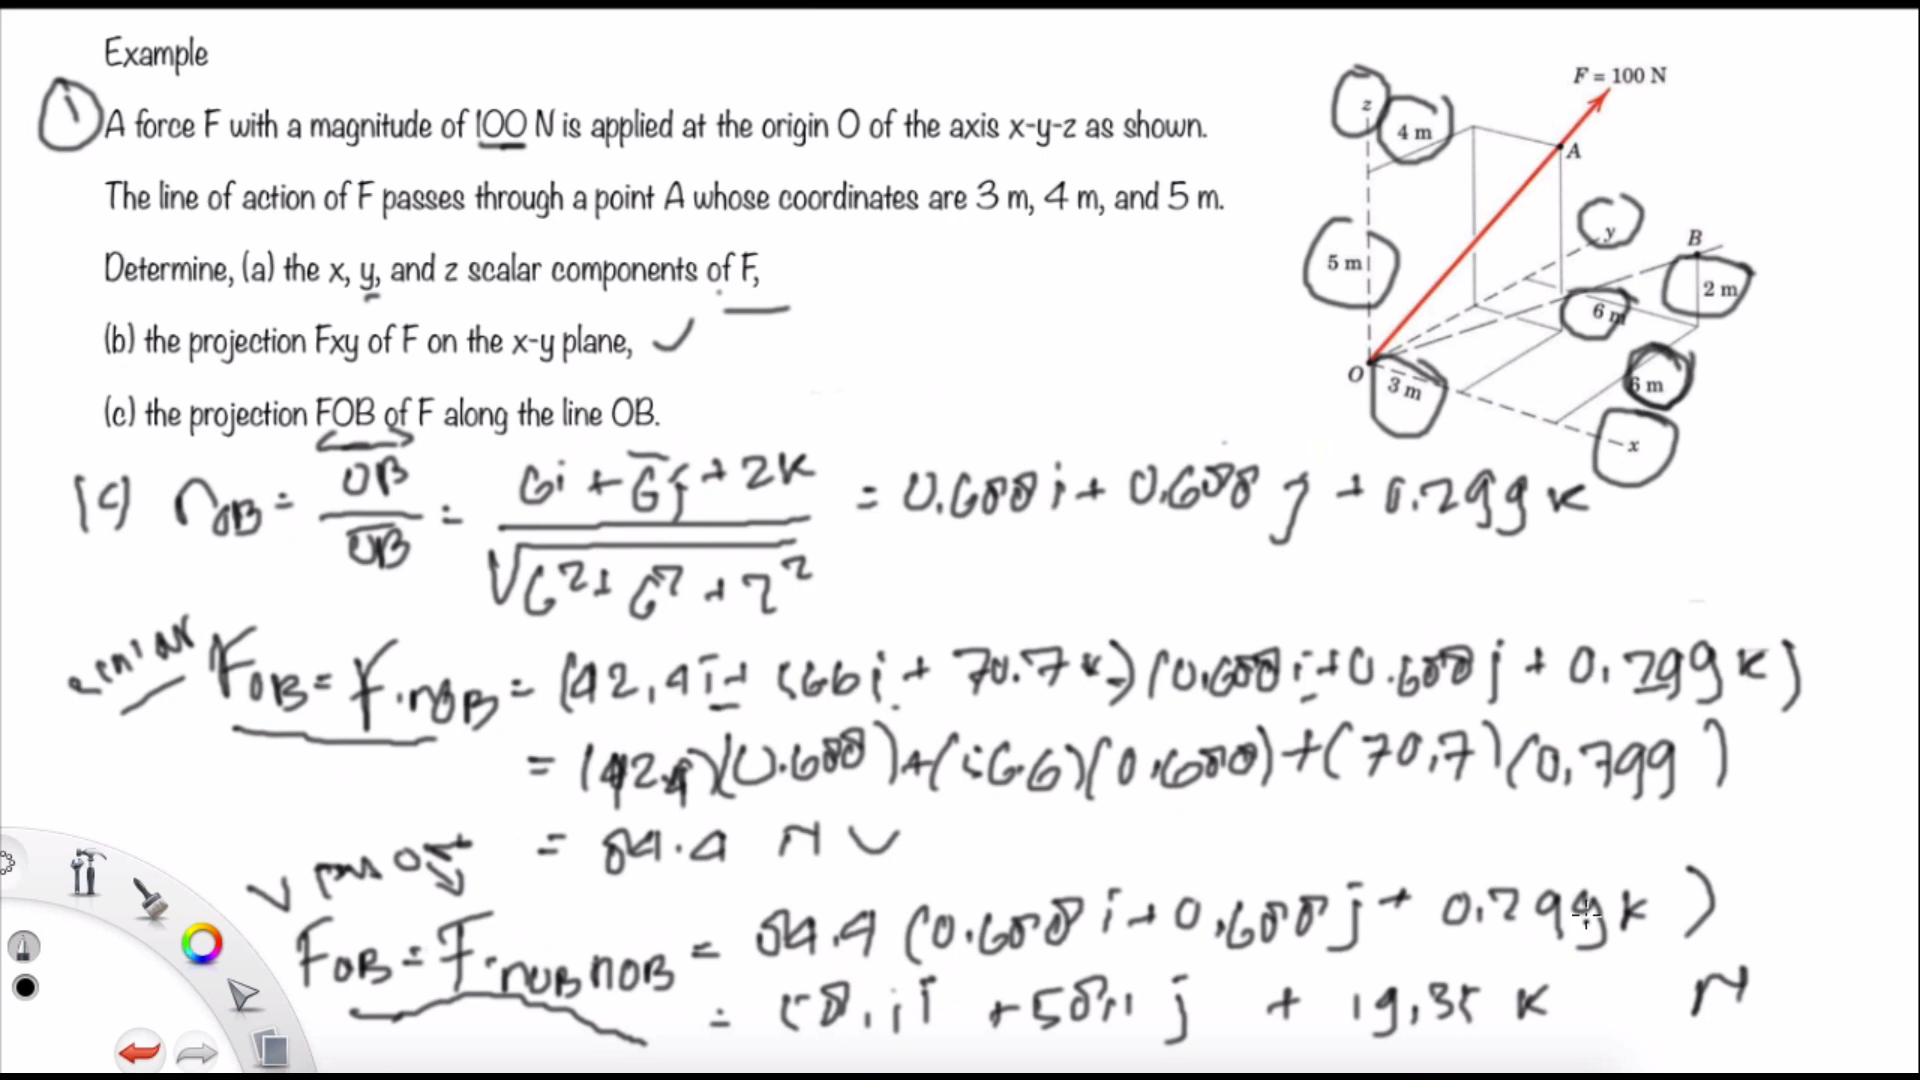 Example
1 A force F with a magnitude of 100 N is applied at the origin O of the axis x-y-z as shown.
The line of action of F passes through a point A whose coordinates are 3 m, 4 m, and 5 m.
Determine, (a) the x, y, and z scalar components of F,
(b) the projection Fxy of F on the x-y plane,
(c) the projection FOB of F along the line OB.
F = 100 N
z
4 m
A
y
B
5 m
2 m
6 m
O
3 m
6 m
x
(c) nOB = OB / OB = 6i + 6j + 2k / √6² + 6² + 2² = 0.688i + 0.688j + 0.299k
FOB = F.nOB = (42.4i + 56.6j + 70.7k)(0.688i + 0.688j + 0.299k)
= (42.4)(0.688) + (56.6)(0.688) + (70.7)(0.299)
= 84.4 N
FOB = F.nOB nOB = 84.4 (0.688i + 0.688j + 0.299k)
= 58.1i + 58.1j + 19.35k N